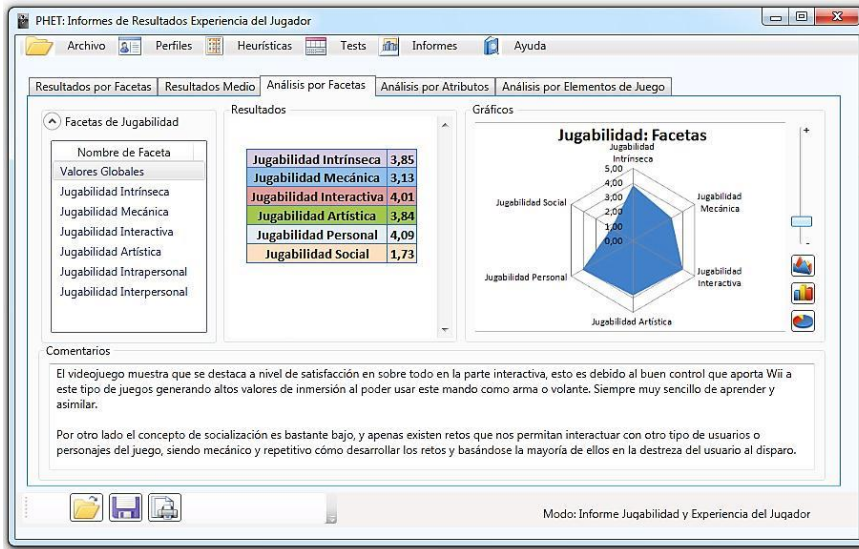 PHET: Informes de Resultados Experiencia del Jugador
Archivo Perfiles Heurísticas Tests Informes Ayuda
Resultados por Facetas Resultados Medio Análisis por Facetas Análisis por Atributos Análisis por Elementos de Juego
Facetas de Jugabilidad
Nombre de Faceta
Valores Globales
Jugabilidad Intrínseca
Jugabilidad Mecánica
Jugabilidad Interactiva
Jugabilidad Artística
Jugabilidad Intrapersonal
Jugabilidad Interpersonal
Resultados
Jugabilidad Intrínseca 3,85
Jugabilidad Mecánica 3,13
Jugabilidad Interactiva 4,01
Jugabilidad Artística 3,84
Jugabilidad Personal 4,09
Jugabilidad Social 1,73
Gráficos
Jugabilidad: Facetas
Jugabilidad
Intrínseca
5,00
4,00
3,00
2,00
1,00
0,00
Jugabilidad
Mecánica
Jugabilidad
Interactiva
Jugabilidad Artística
Jugabilidad Personal
Jugabilidad Social
+
-
Comentarios
El videojuego muestra que se destaca a nivel de satisfacción en sobre todo en la parte interactiva, esto es debido al buen control que aporta Wii a
este tipo de juegos generando altos valores de inmersión al poder usar este mando como arma o volante. Siempre muy sencillo de aprender y
asimilar.
Por otro lado el concepto de socialización es bastante bajo, y apenas existen retos que nos permitan interactuar con otro tipo de usuarios o
personajes del juego, siendo mecánico y repetitivo cómo desarrollar los retos y basándose la mayoría de ellos en la destreza del usuario al disparo.
Modo: Informe Jugabilidad y Experiencia del Jugador